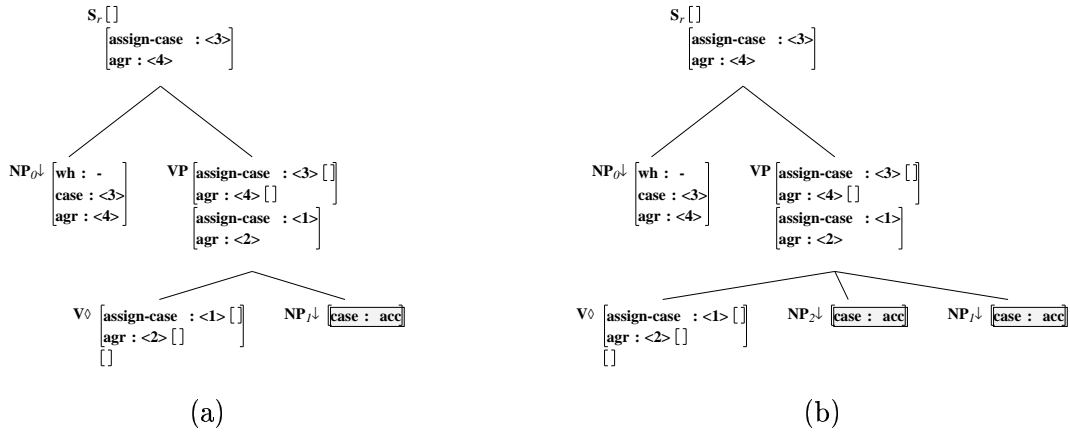 S_r [ ]
[assign-case : <3>
agr : <4>]
NP_0↓ [wh : -
case : <3>
agr : <4>]
VP [assign-case : <3> [ ]
agr : <4> [ ]]
[assign-case : <1>
agr : <2>]
V◊ [assign-case : <1> [ ]
agr : <2> [ ]]
[ ]
NP_1↓ [case : acc]
(a)
S_r [ ]
[assign-case : <3>
agr : <4>]
NP_0↓ [wh : -
case : <3>
agr : <4>]
VP [assign-case : <3> [ ]
agr : <4> [ ]]
[assign-case : <1>
agr : <2>]
V◊ [assign-case : <1> [ ]
agr : <2> [ ]]
[ ]
NP_2↓ [case : acc]
NP_1↓ [case : acc]
(b)